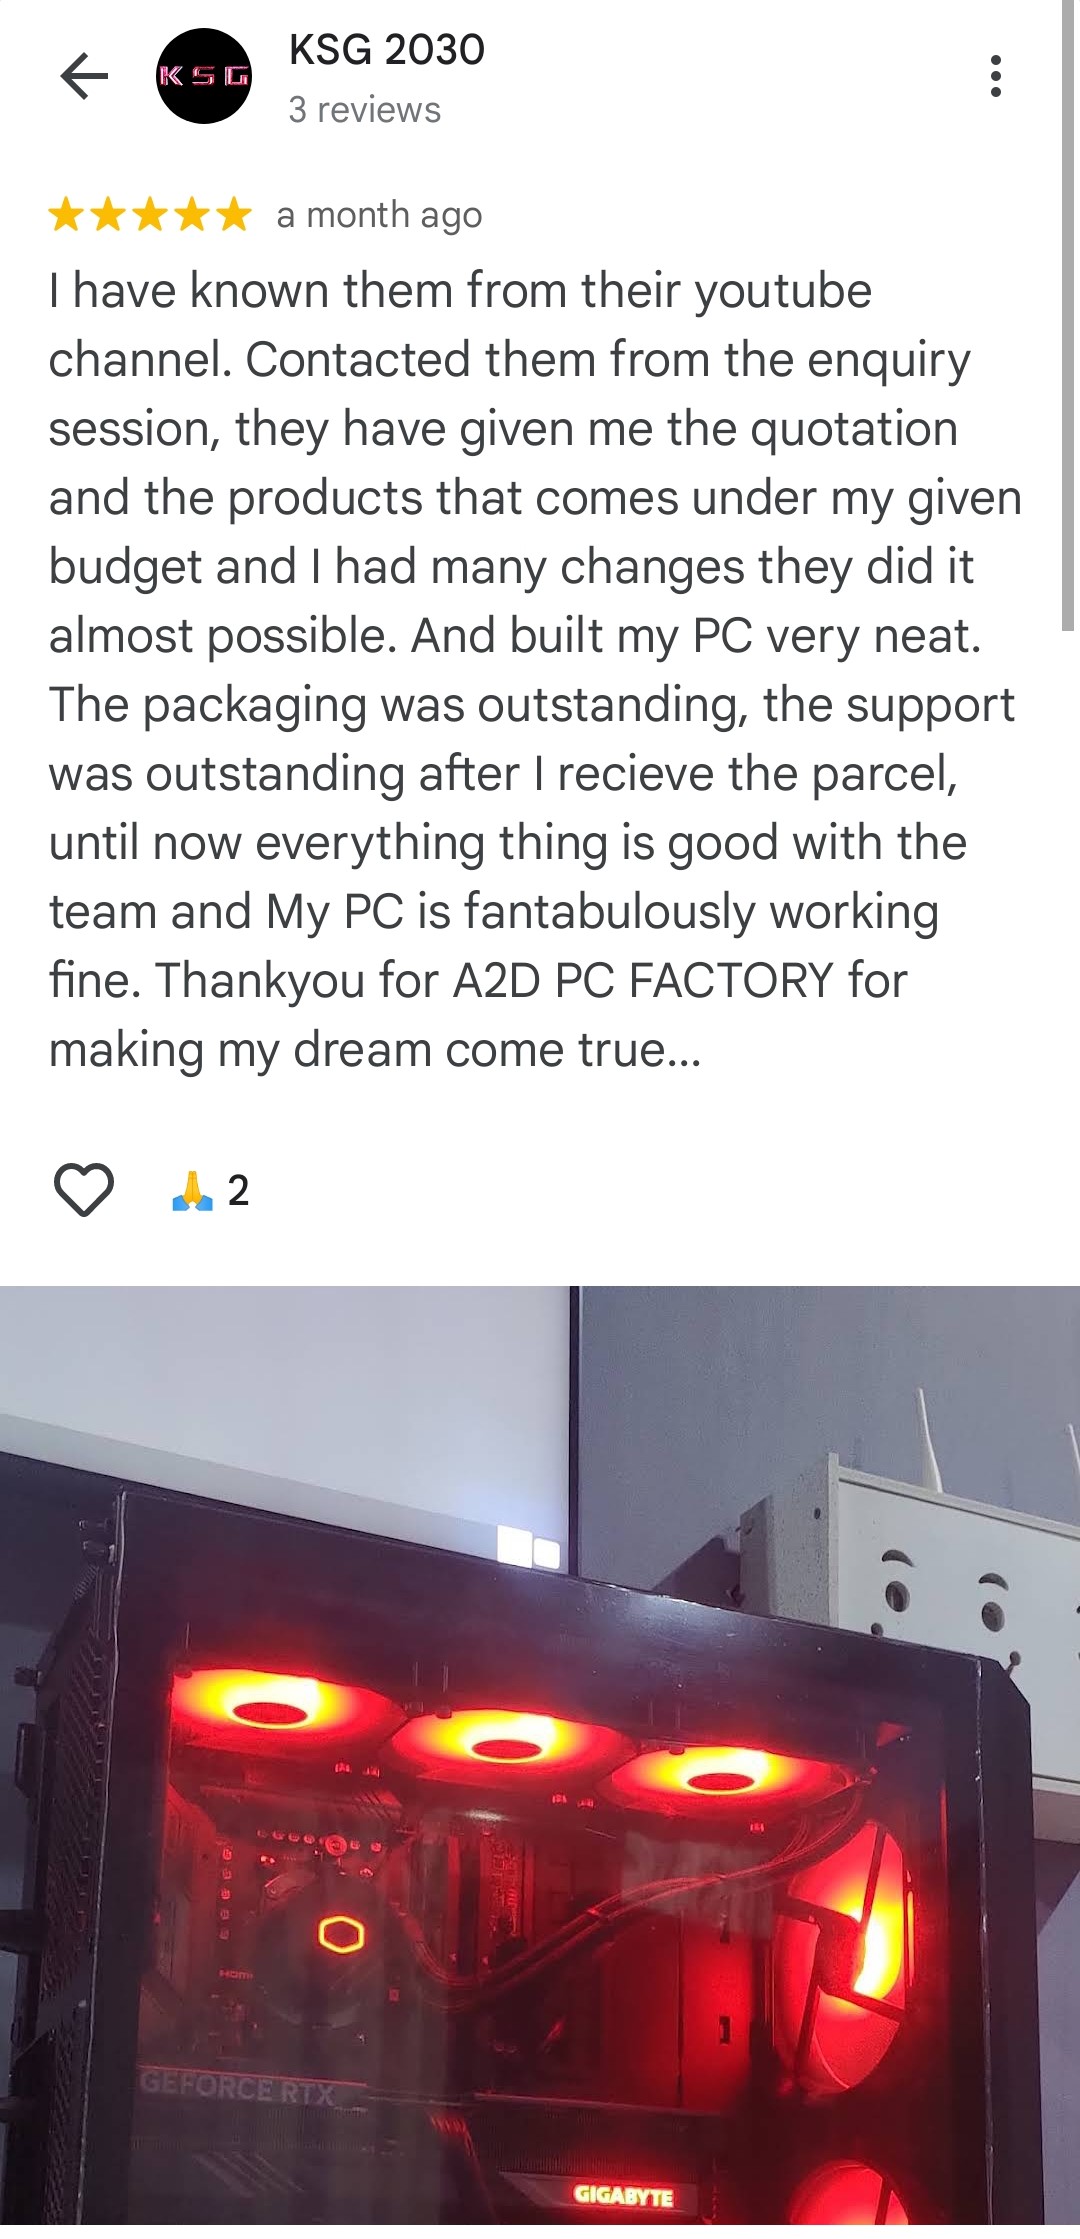 KSG
KSG 2030
3 reviews
a month ago
I have known them from their youtube
channel. Contacted them from the enquiry
session, they have given me the quotation
and the products that comes under my given
budget and I had many changes they did it
almost possible. And built my PC very neat.
The packaging was outstanding, the support
was outstanding after I recieve the parcel,
until now everything thing is good with the
team and My PC is fantabulously working
fine. Thankyou for A2D PC FACTORY for
making my dream come true...
🙏 2
HDMI
GEFORCE RTX
GIGABYTE